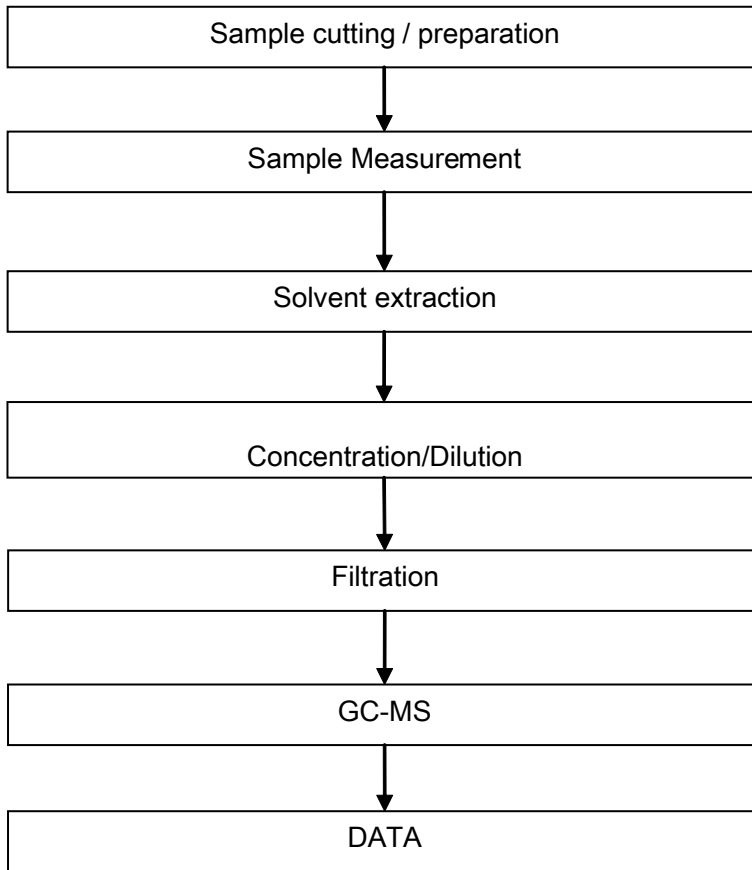 Sample cutting / preparation
Sample Measurement
Solvent extraction
Concentration/Dilution
Filtration
GC-MS
DATA